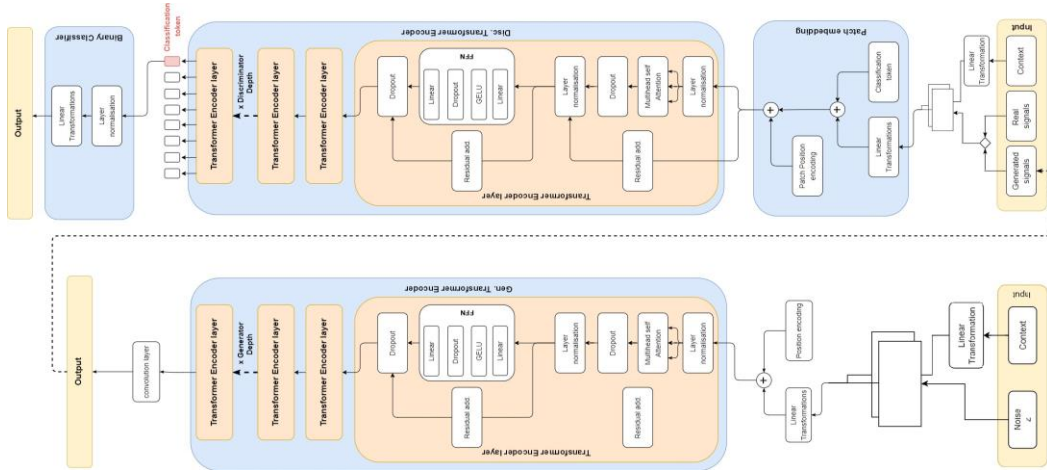 Output
Binary Classifier
Linear
Transformations
Layer
normalisation
Classification
token
Disc. Transformer Encoder
Transformer Encoder layer
x Discriminator
Depth
Transformer Encoder layer
Transformer Encoder layer
Transformer Encoder layer
Dropout
FFN
Linear
Dropout
GELU
Linear
Residual add.
Layer
normalisation
Dropout
Multihead self
Attention
Layer
normalisation
Residual add.
Patch embedding
Patch Position
encoding
Linear
Transformations
Classification
token
Linear
Transformation
Input
Generated
signals
Real
signals
Context
Output
convolution layer
Gen. Transformer Encoder
Transformer Encoder layer
x Generator
Depth
Transformer Encoder layer
Transformer Encoder layer
Transformer Encoder layer
Dropout
FFN
Linear
Dropout
GELU
Linear
Residual add.
Layer
normalisation
Dropout
Multihead self
Attention
Layer
normalisation
Residual add.
Linear
Transformations
Position encoding
Linear
Transformation
Input
Noise
Z
Context